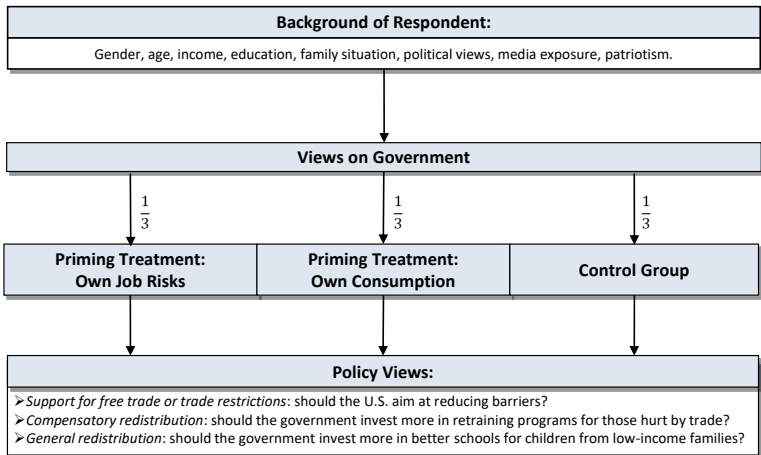 Background of Respondent:
Gender, age, income, education, family situation, political views, media exposure, patriotism.
Views on Government
1/3
1/3
1/3
Priming Treatment:
Own Job Risks
Priming Treatment:
Own Consumption
Control Group
Policy Views:
➢Support for free trade or trade restrictions: should the U.S. aim at reducing barriers?
➢Compensatory redistribution: should the government invest more in retraining programs for those hurt by trade?
➢General redistribution: should the government invest more in better schools for children from low-income families?